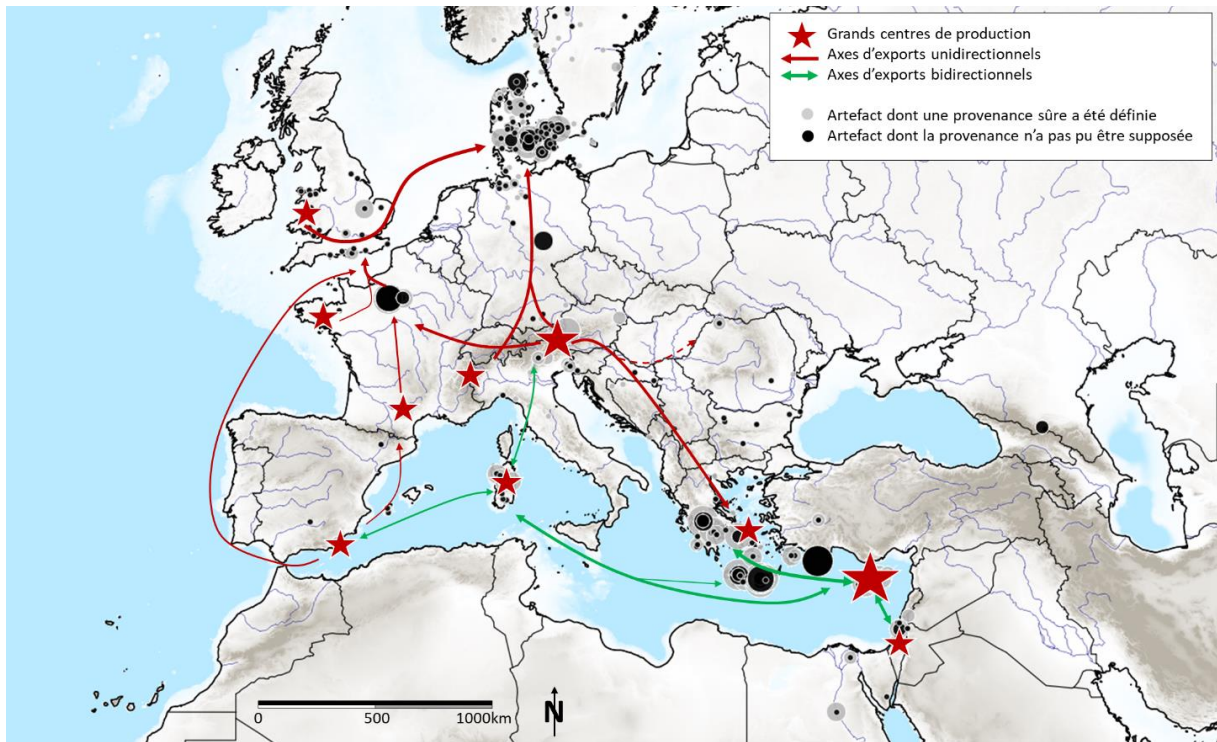 Grands centres de production
Axes d'exports unidirectionnels
Axes d'exports bidirectionnels
Artefact dont une provenance sûre a été définie
Artefact dont la provenance n'a pas pu être supposée
0 500 1000km
N